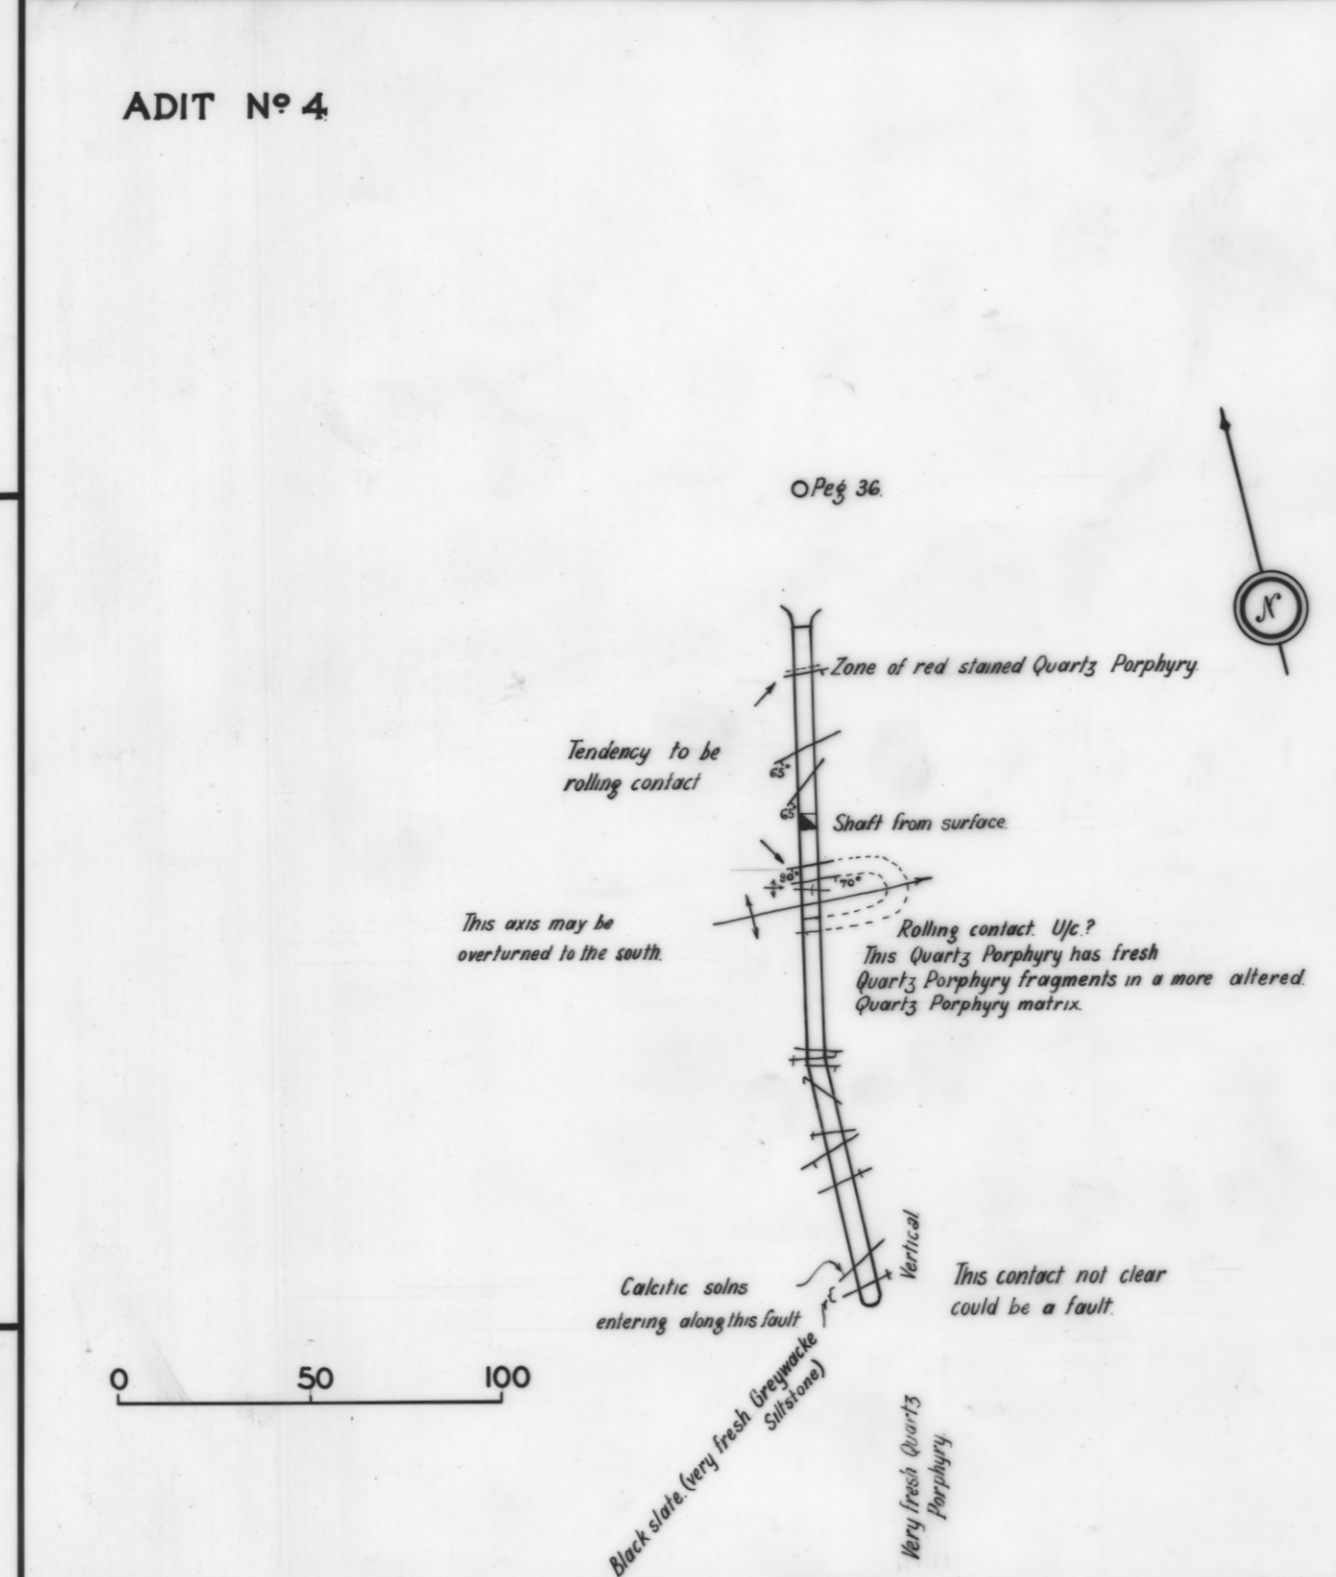 ADIT Nº 4
Peg 36.
N
Zone of red stained Quartz Porphyry.
Tendency to be
rolling contact
65°
65
Shaft from surface.
80°
70°
This axis may be
overturned to the south.
Rolling contact. U/c.?
This Quartz Porphyry has fresh
Quartz Porphyry fragments in a more altered.
Quartz Porphyry matrix.
Vertical.
Calcitic solns
entering along this fault
This contact not clear
could be a fault.
0 50 100
Black slate. (very fresh Greywacke
Siltstone)
Very fresh Quartz
Porphyry.